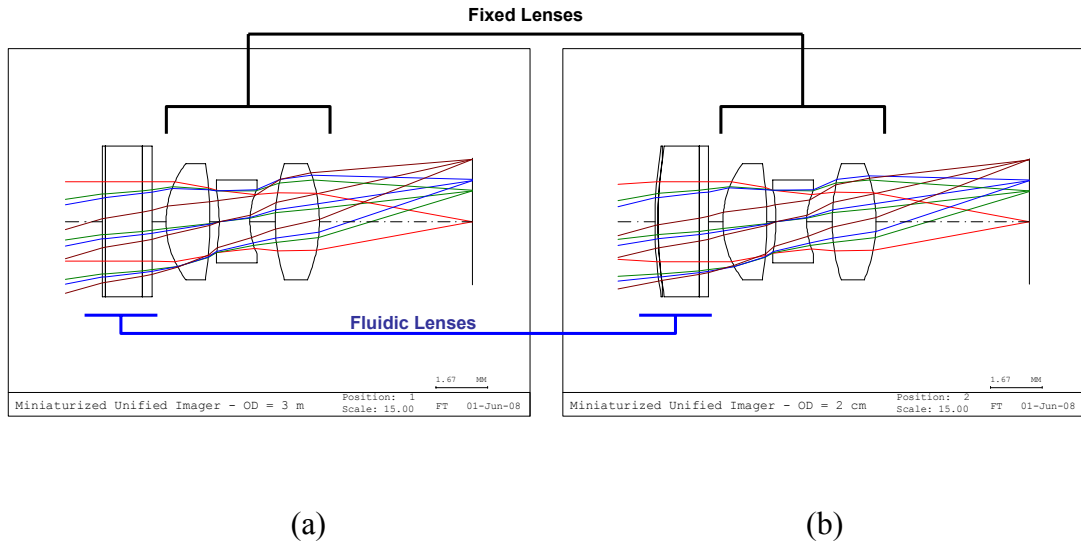 Fixed Lenses
Fluidic Lenses
1.67 MM
Miniaturized Unified Imager - OD = 3 m
Position: 1
Scale: 15.00
FT 01-Jun-08
1.67 MM
Miniaturized Unified Imager - OD = 2 cm
Position: 2
Scale: 15.00
FT 01-Jun-08
(a)
(b)